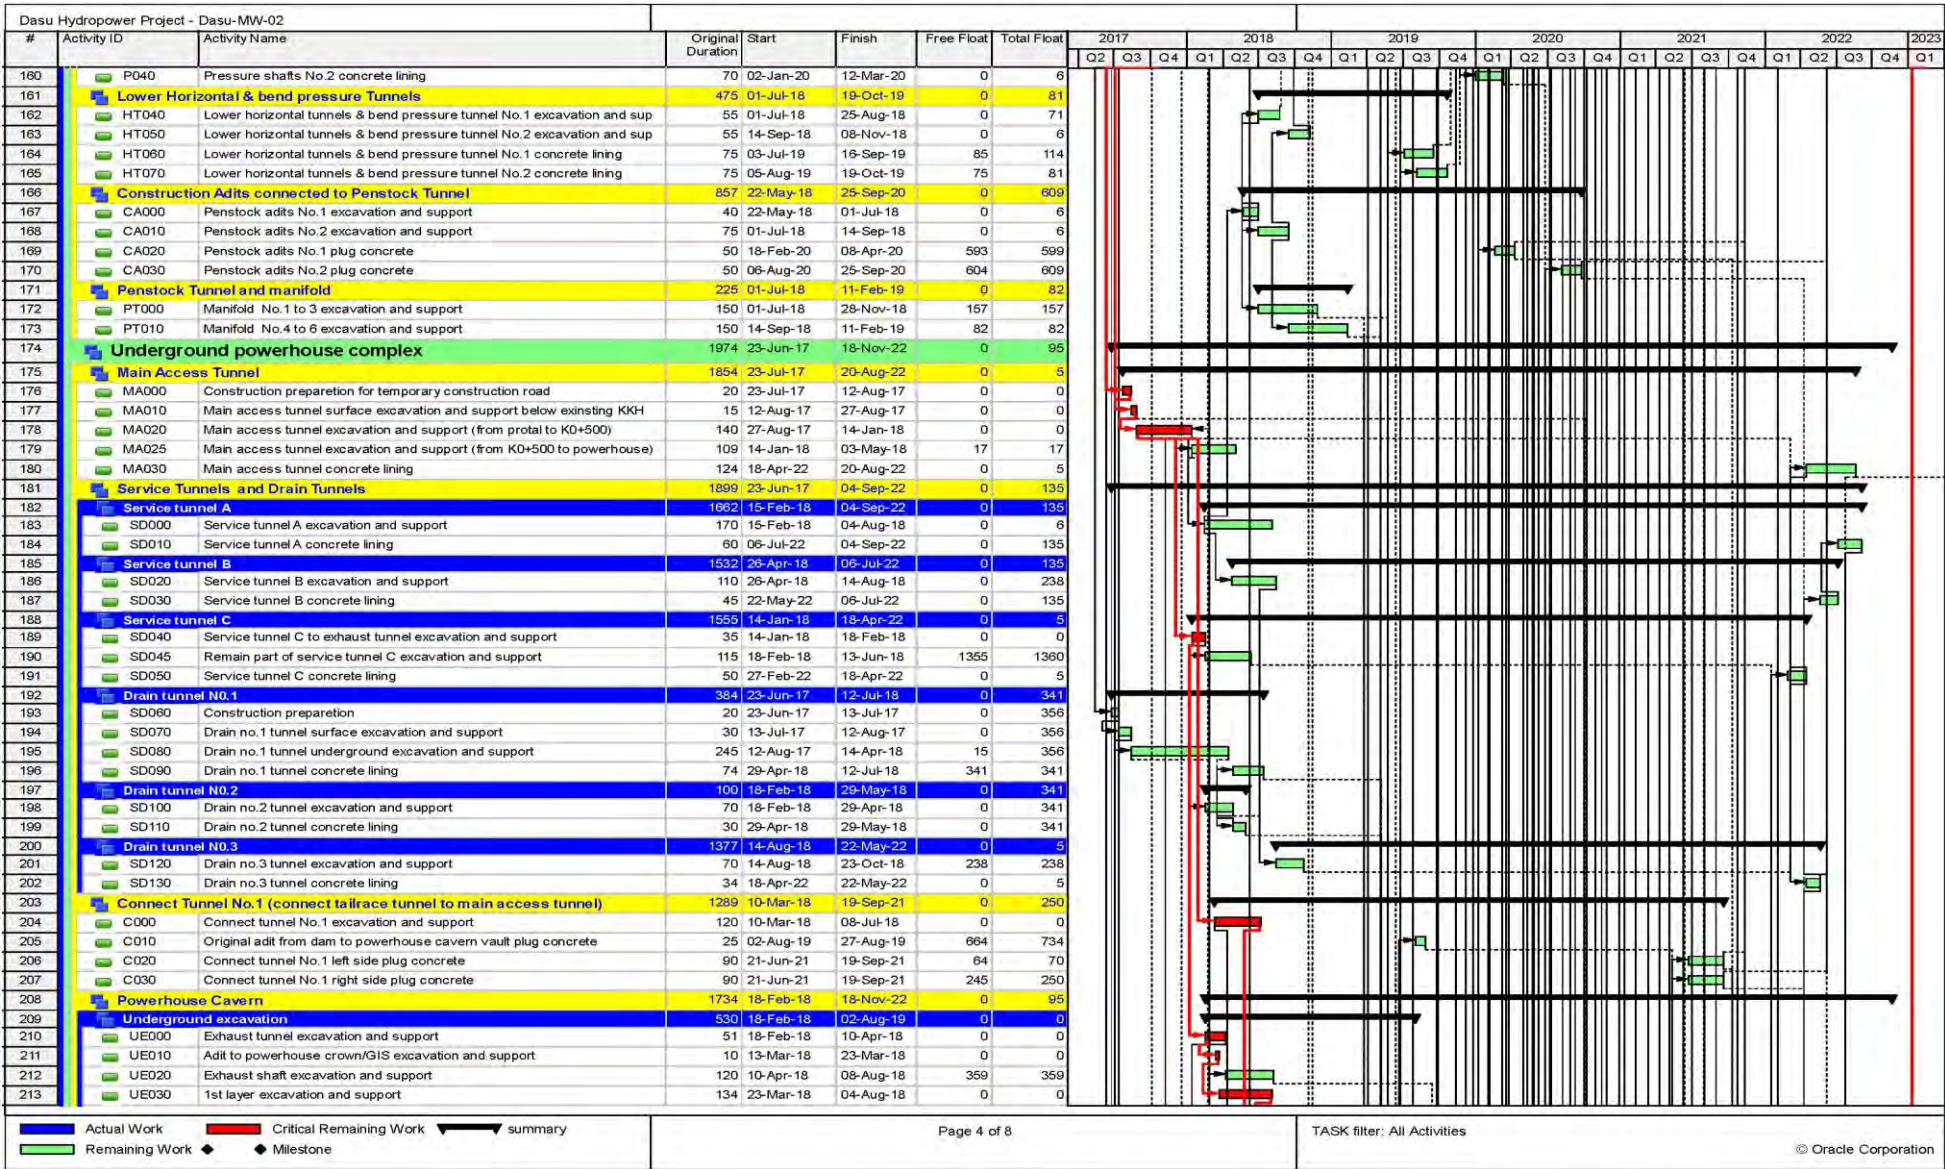 Dasu Hydropower Project - Dasu-MW-02
# Activity ID Activity Name Original Duration Start Finish Free Float Total Float 2017 2018 2019 2020 2021 2022 2023
Q2 Q3 Q4 Q1 Q2 Q3 Q4 Q1 Q2 Q3 Q4 Q1 Q2 Q3 Q4 Q1 Q2 Q3 Q4 Q1 Q2 Q3 Q4 Q1
160 P040 Pressure shafts No.2 concrete lining 70 02-Jan-20 12-Mar-20 0 6
161 Lower Horizontal & bend pressure Tunnels 475 01-Jul-18 19-Oct-19 0 81
162 HT040 Lower horizontal tunnels & bend pressure tunnel No.1 excavation and sup 55 01-Jul-18 25-Aug-18 0 71
163 HT050 Lower horizontal tunnels & bend pressure tunnel No.2 excavation and sup 55 14-Sep-18 08-Nov-18 0 6
164 HT060 Lower horizontal tunnels & bend pressure tunnel No.1 concrete lining 75 03-Jul-19 16-Sep-19 85 114
165 HT070 Lower horizontal tunnels & bend pressure tunnel No.2 concrete lining 75 05-Aug-19 19-Oct-19 75 81
166 Construction Adits connected to Penstock Tunnel 857 22-May-18 25-Sep-20 0 609
167 CA000 Penstock adits No.1 excavation and support 40 22-May-18 01-Jul-18 0 6
168 CA010 Penstock adits No.2 excavation and support 75 01-Jul-18 14-Sep-18 0 6
169 CA020 Penstock adits No.1 plug concrete 50 18-Feb-20 08-Apr-20 593 599
170 CA030 Penstock adits No.2 plug concrete 50 06-Aug-20 25-Sep-20 604 609
171 Penstock Tunnel and manifold 225 01-Jul-18 11-Feb-19 0 82
172 PT000 Manifold No.1 to 3 excavation and support 150 01-Jul-18 28-Nov-18 157 157
173 PT010 Manifold No.4 to 6 excavation and support 150 14-Sep-18 11-Feb-19 82 82
174 Underground powerhouse complex 1974 23-Jun-17 18-Nov-22 0 95
175 Main Access Tunnel 1854 23-Jul-17 20-Aug-22 0 5
176 MA000 Construction preparetion for temporary construction road 20 23-Jul-17 12-Aug-17 0 0
177 MA010 Main access tunnel surface excavation and support below exinsting KKH 15 12-Aug-17 27-Aug-17 0 0
178 MA020 Main access tunnel excavation and support (from protal to K0+500) 140 27-Aug-17 14-Jan-18 0 0
179 MA025 Main access tunnel excavation and support (from K0+500 to powerhouse) 109 14-Jan-18 03-May-18 17 17
180 MA030 Main access tunnel concrete lining 124 18-Apr-22 20-Aug-22 0 5
181 Service Tunnels and Drain Tunnels 1899 23-Jun-17 04-Sep-22 0 135
182 Service tunnel A 1662 15-Feb-18 04-Sep-22 0 135
183 SD000 Service tunnel A excavation and support 170 15-Feb-18 04-Aug-18 0 6
184 SD010 Service tunnel A concrete lining 60 06-Jul-22 04-Sep-22 0 135
185 Service tunnel B 1532 26-Apr-18 06-Jul-22 0 135
186 SD020 Service tunnel B excavation and support 110 26-Apr-18 14-Aug-18 0 238
187 SD030 Service tunnel B concrete lining 45 22-May-22 06-Jul-22 0 135
188 Service tunnel C 1555 14-Jan-18 18-Apr-22 0 5
189 SD040 Service tunnel C to exhaust tunnel excavation and support 35 14-Jan-18 18-Feb-18 0 0
190 SD045 Remain part of service tunnel C excavation and support 115 18-Feb-18 13-Jun-18 1355 1360
191 SD050 Service tunnel C concrete lining 50 27-Feb-22 18-Apr-22 0 5
192 Drain tunnel N0.1 384 23-Jun-17 12-Jul-18 0 341
193 SD060 Construction preparetion 20 23-Jun-17 13-Jul-17 0 356
194 SD070 Drain no.1 tunnel surface excavation and support 30 13-Jul-17 12-Aug-17 0 356
195 SD080 Drain no.1 tunnel underground excavation and support 245 12-Aug-17 14-Apr-18 15 356
196 SD090 Drain no.1 tunnel concrete lining 74 29-Apr-18 12-Jul-18 341 341
197 Drain tunnel N0.2 100 18-Feb-18 29-May-18 0 341
198 SD100 Drain no.2 tunnel excavation and support 70 18-Feb-18 29-Apr-18 0 341
199 SD110 Drain no.2 tunnel concrete lining 30 29-Apr-18 29-May-18 0 341
200 Drain tunnel N0.3 1377 14-Aug-18 22-May-22 0 5
201 SD120 Drain no.3 tunnel excavation and support 70 14-Aug-18 23-Oct-18 238 238
202 SD130 Drain no.3 tunnel concrete lining 34 18-Apr-22 22-May-22 0 5
203 Connect Tunnel No.1 (connect tailrace tunnel to main access tunnel) 1289 10-Mar-18 19-Sep-21 0 250
204 C000 Connect tunnel No.1 excavation and support 120 10-Mar-18 08-Jul-18 0 0
205 C010 Original adit from dam to powerhouse cavern vault plug concrete 25 02-Aug-19 27-Aug-19 664 734
206 C020 Connect tunnel No.1 left side plug concrete 90 21-Jun-21 19-Sep-21 64 70
207 C030 Connect tunnel No.1 right side plug concrete 90 21-Jun-21 19-Sep-21 245 250
208 Powerhouse Cavern 1734 18-Feb-18 18-Nov-22 0 95
209 Underground excavation 530 18-Feb-18 02-Aug-19 0 0
210 UE000 Exhaust tunnel excavation and support 51 18-Feb-18 10-Apr-18 0 0
211 UE010 Adit to powerhouse crown/GIS excavation and support 10 13-Mar-18 23-Mar-18 0 0
212 UE020 Exhaust shaft excavation and support 120 10-Apr-18 08-Aug-18 359 359
213 UE030 1st layer excavation and support 134 23-Mar-18 04-Aug-18 0 0
Actual Work Critical Remaining Work summary Page 4 of 8 TASK filter: All Activities
Remaining Work Milestone © Oracle Corporation